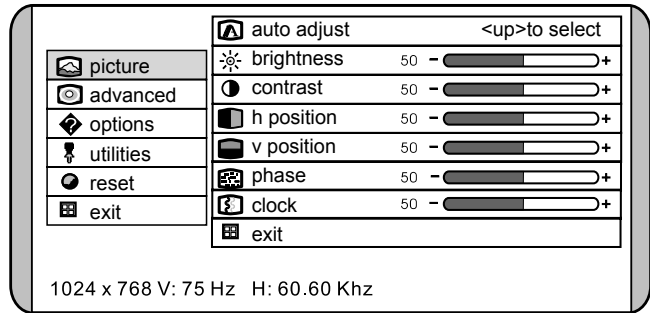 auto adjust <up>to select
brightness 50 - +
contrast 50 - +
h position 50 - +
v position 50 - +
phase 50 - +
clock 50 - +
exit
picture
advanced
options
utilities
reset
exit
1024 x 768 V: 75 Hz H: 60.60 Khz